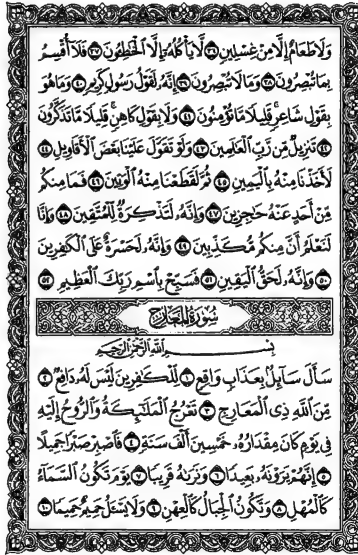 وَلَا طَعَامٌ إِلَّا مِنْ غِسْلِينٍ ٣٦ لَّا يَأْكُلُهُۥٓ إِلَّا ٱلْخَـٰطِـُٔونَ ٣٧ فَلَآ أُقْسِمُ
بِمَا تُبْصِرُونَ ٣٨ وَمَا لَا تُبْصِرُونَ ٣٩ إِنَّهُۥ لَقَوْلُ رَسُولٍ كَرِيمٍ ٤٠ وَمَا هُوَ
بِقَوْلِ شَاعِرٍ ۚ قَلِيلًا مَّا تُؤْمِنُونَ ٤١ وَلَا بِقَوْلِ كَاهِنٍ ۚ قَلِيلًا مَّا تَذَكَّرُونَ
٤٢ تَنزِيلٌ مِّن رَّبِّ ٱلْعَـٰلَمِينَ ٤٣ وَلَوْ تَقَوَّلَ عَلَيْنَا بَعْضَ ٱلْأَقَاوِيلِ ٤٤
لَأَخَذْنَا مِنْهُ بِٱلْيَمِينِ ٤٥ ثُمَّ لَقَطَعْنَا مِنْهُ ٱلْوَتِينَ ٤٦ فَمَا مِنكُم
مِّنْ أَحَدٍ عَنْهُ حَـٰجِزِينَ ٤٧ وَإِنَّهُۥ لَتَذْكِرَةٌ لِّلْمُتَّقِينَ ٤٨ وَإِنَّا
لَنَعْلَمُ أَنَّ مِنكُم مُّكَذِّبِينَ ٤٩ وَإِنَّهُۥ لَحَسْرَةٌ عَلَى ٱلْكَـٰفِرِينَ
٥٠ وَإِنَّهُۥ لَحَقُّ ٱلْيَقِينِ ٥١ فَسَبِّحْ بِٱسْمِ رَبِّكَ ٱلْعَظِيمِ ٥٢
سُورَةُ المَعَارِجِ
بِسْمِ ٱللَّهِ ٱلرَّحْمَـٰنِ ٱلرَّحِيمِ
سَأَلَ سَآئِلٌۢ بِعَذَابٍ وَاقِعٍ ١ لِّلْكَـٰفِرِينَ لَيْسَ لَهُۥ دَافِعٌ ٢
مِّنَ ٱللَّهِ ذِى ٱلْمَعَارِجِ ٣ تَعْرُجُ ٱلْمَلَـٰٓئِكَةُ وَٱلرُّوحُ إِلَيْهِ
فِى يَوْمٍ كَانَ مِقْدَارُهُۥ خَمْسِينَ أَلْفَ سَنَةٍ ٤ فَٱصْبِرْ صَبْرًا جَمِيلًا
٥ إِنَّهُمْ يَرَوْنَهُۥ بَعِيدًا ٦ وَنَرَىٰهُ قَرِيبًا ٧ يَوْمَ تَكُونُ ٱلسَّمَآءُ
كَٱلْمُهْلِ ٨ وَتَكُونُ ٱلْجِبَالُ كَٱلْعِهْنِ ٩ وَلَا يَسْـَٔلُ حَمِيمٌ حَمِيمًا ١٠